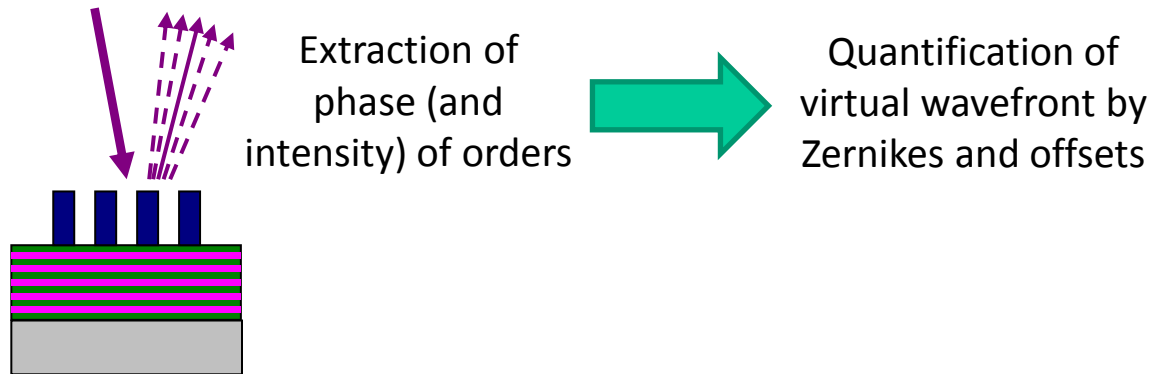 Extraction of
phase (and
intensity) of orders
Quantification of
virtual wavefront by
Zernikes and offsets